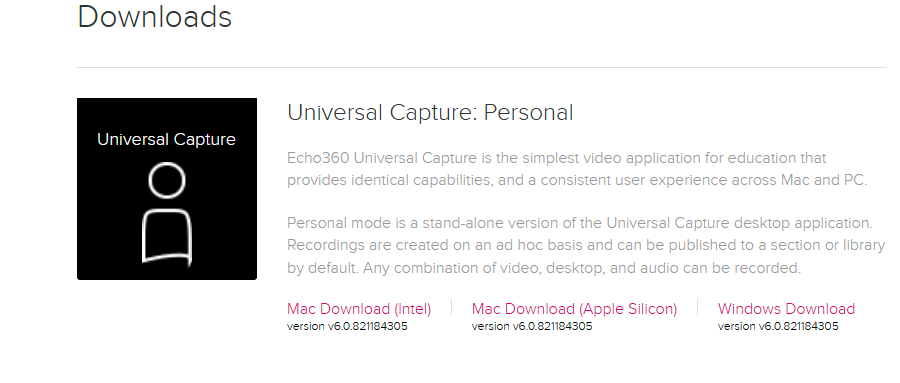 Downloads
Universal Capture
Universal Capture: Personal
Echo360 Universal Capture is the simplest video application for education that
provides identical capabilities, and a consistent user experience across Mac and PC.
Personal mode is a stand-alone version of the Universal Capture desktop application.
Recordings are created on an ad hoc basis and can be published to a section or library
by default. Any combination of video, desktop, and audio can be recorded.
Mac Download (Intel)
version v6.0.821184305
Mac Download (Apple Silicon)
version v6.0.821184305
Windows Download
version v6.0.821184305